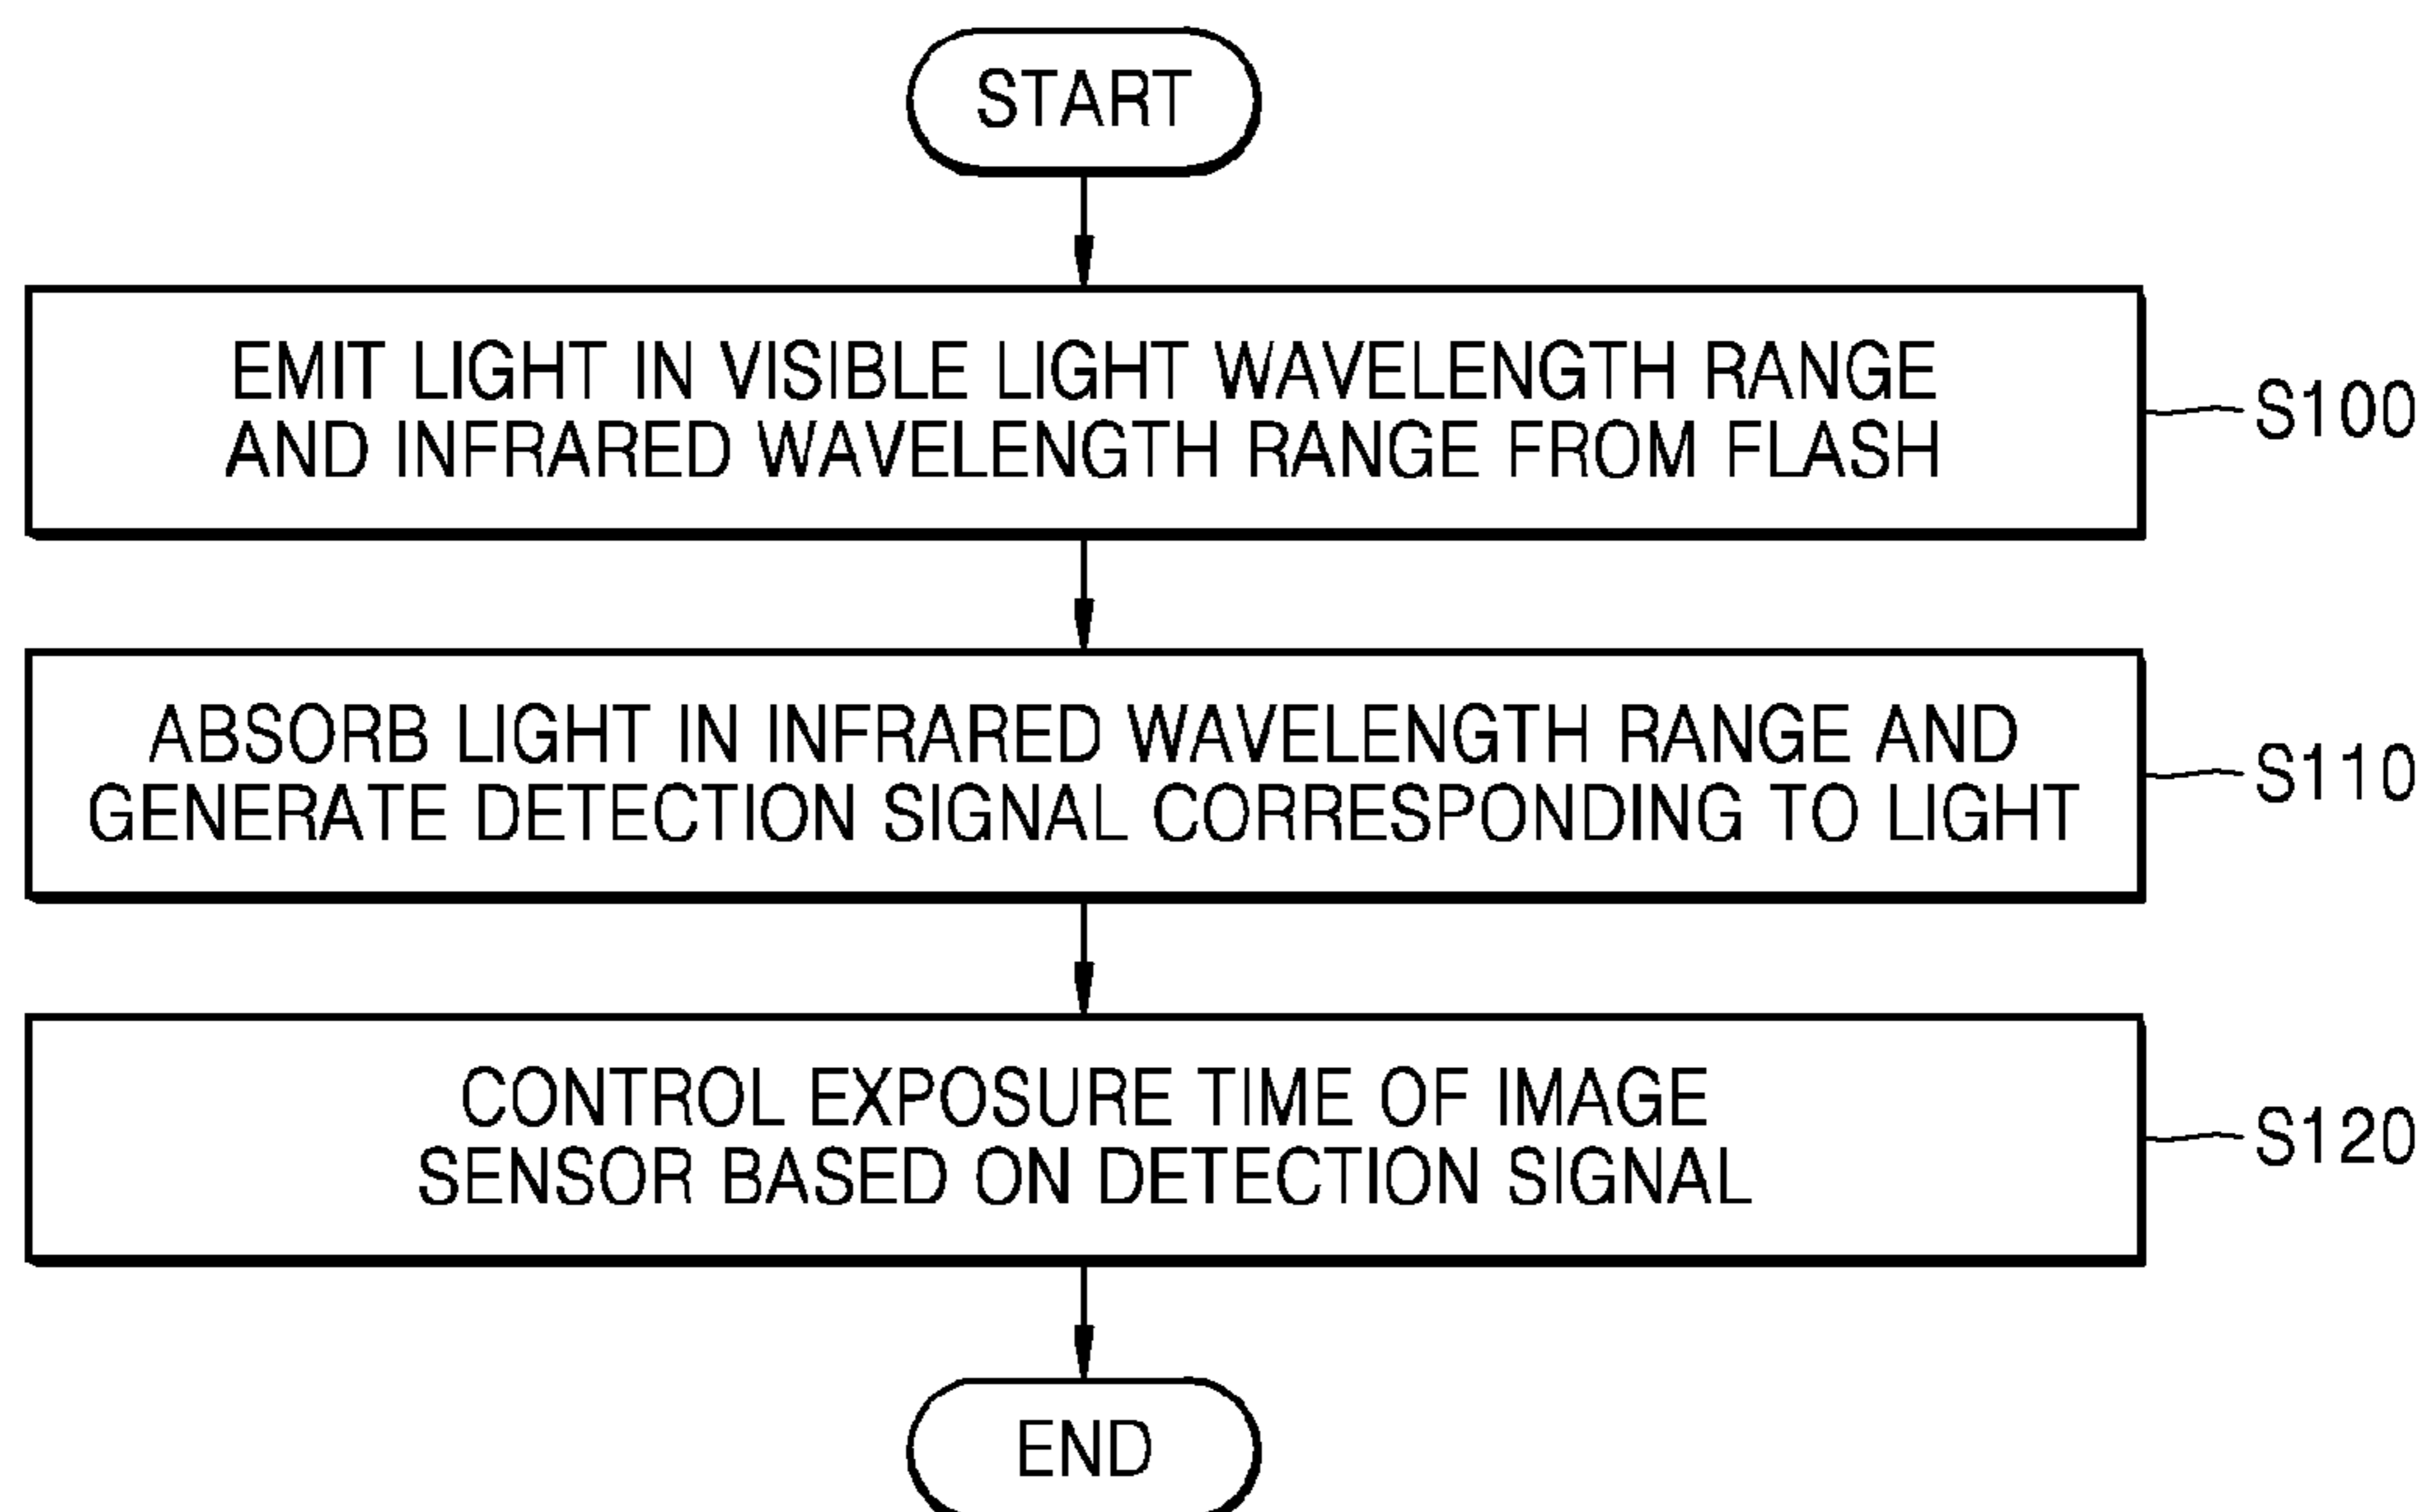 START
EMIT LIGHT IN VISIBLE LIGHT WAVELENGTH RANGE
AND INFRARED WAVELENGTH RANGE FROM FLASH
S100
ABSORB LIGHT IN INFRARED WAVELENGTH RANGE AND
GENERATE DETECTION SIGNAL CORRESPONDING TO LIGHT
S110
CONTROL EXPOSURE TIME OF IMAGE
SENSOR BASED ON DETECTION SIGNAL
S120
END